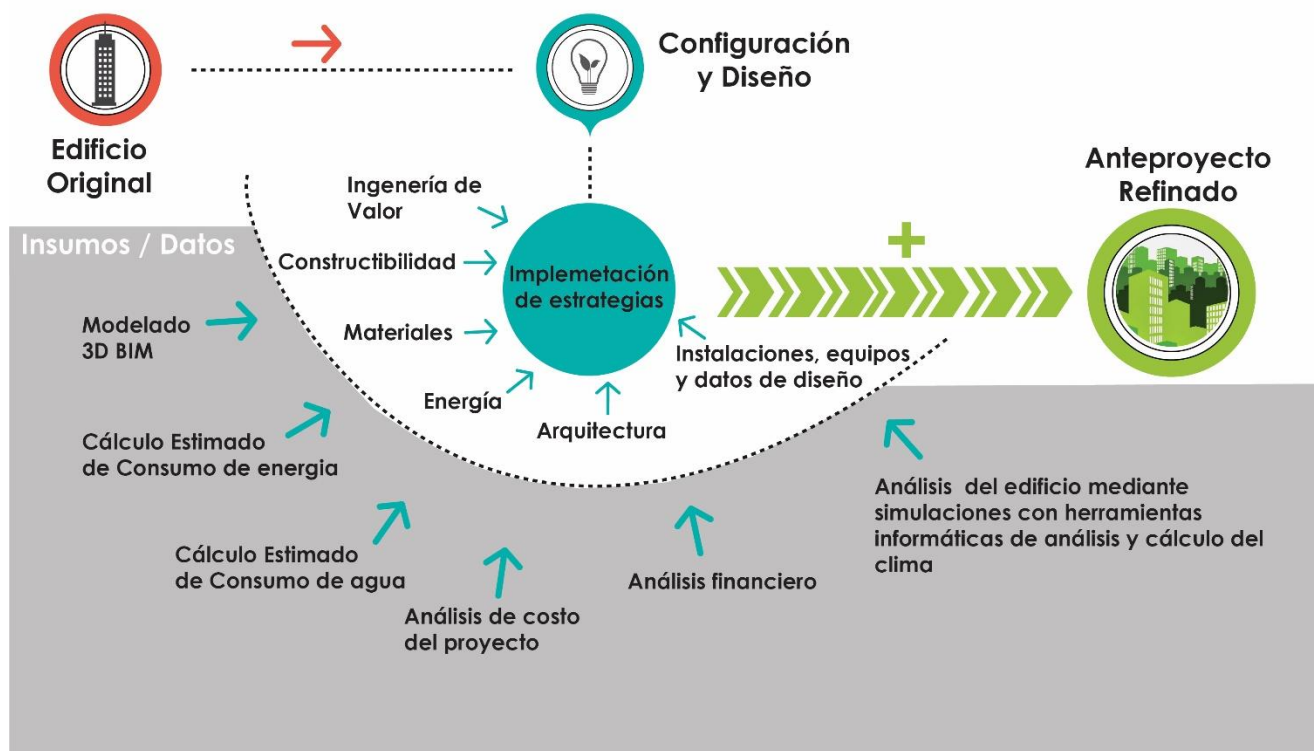 Edificio
Original
Configuración
y Diseño
Anteproyecto
Refinado
Insumos / Datos
Ingenería de
Valor
Constructibilidad
Materiales
Energía
Arquitectura
Instalaciones, equipos
y datos de diseño
Implemetación
de estrategias
Modelado
3D BIM
Cálculo Estimado
de Consumo de energia
Cálculo Estimado
de Consumo de agua
Análisis de costo
del proyecto
Análisis financiero
Análisis del edificio mediante
simulaciones con herramientas
informáticas de análisis y cálculo del
clima